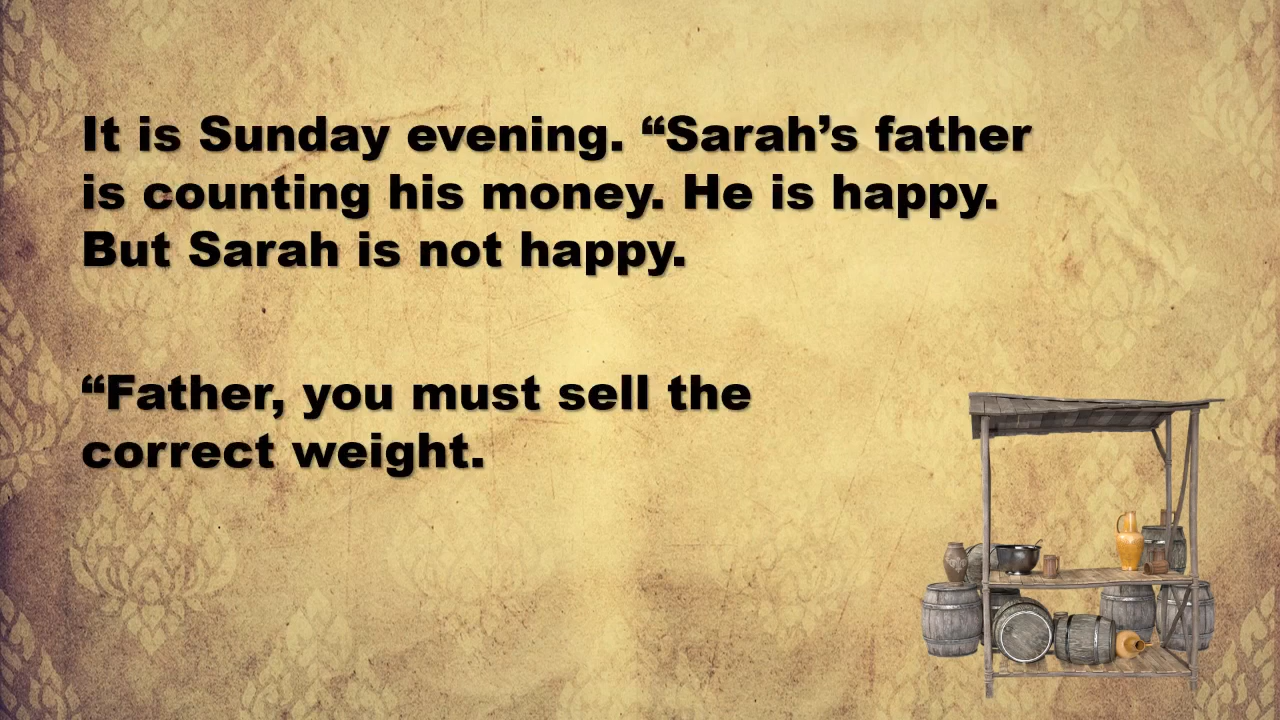 It is Sunday evening. “Sarah’s father
is counting his money. He is happy.
But Sarah is not happy.
“Father, you must sell the
correct weight.